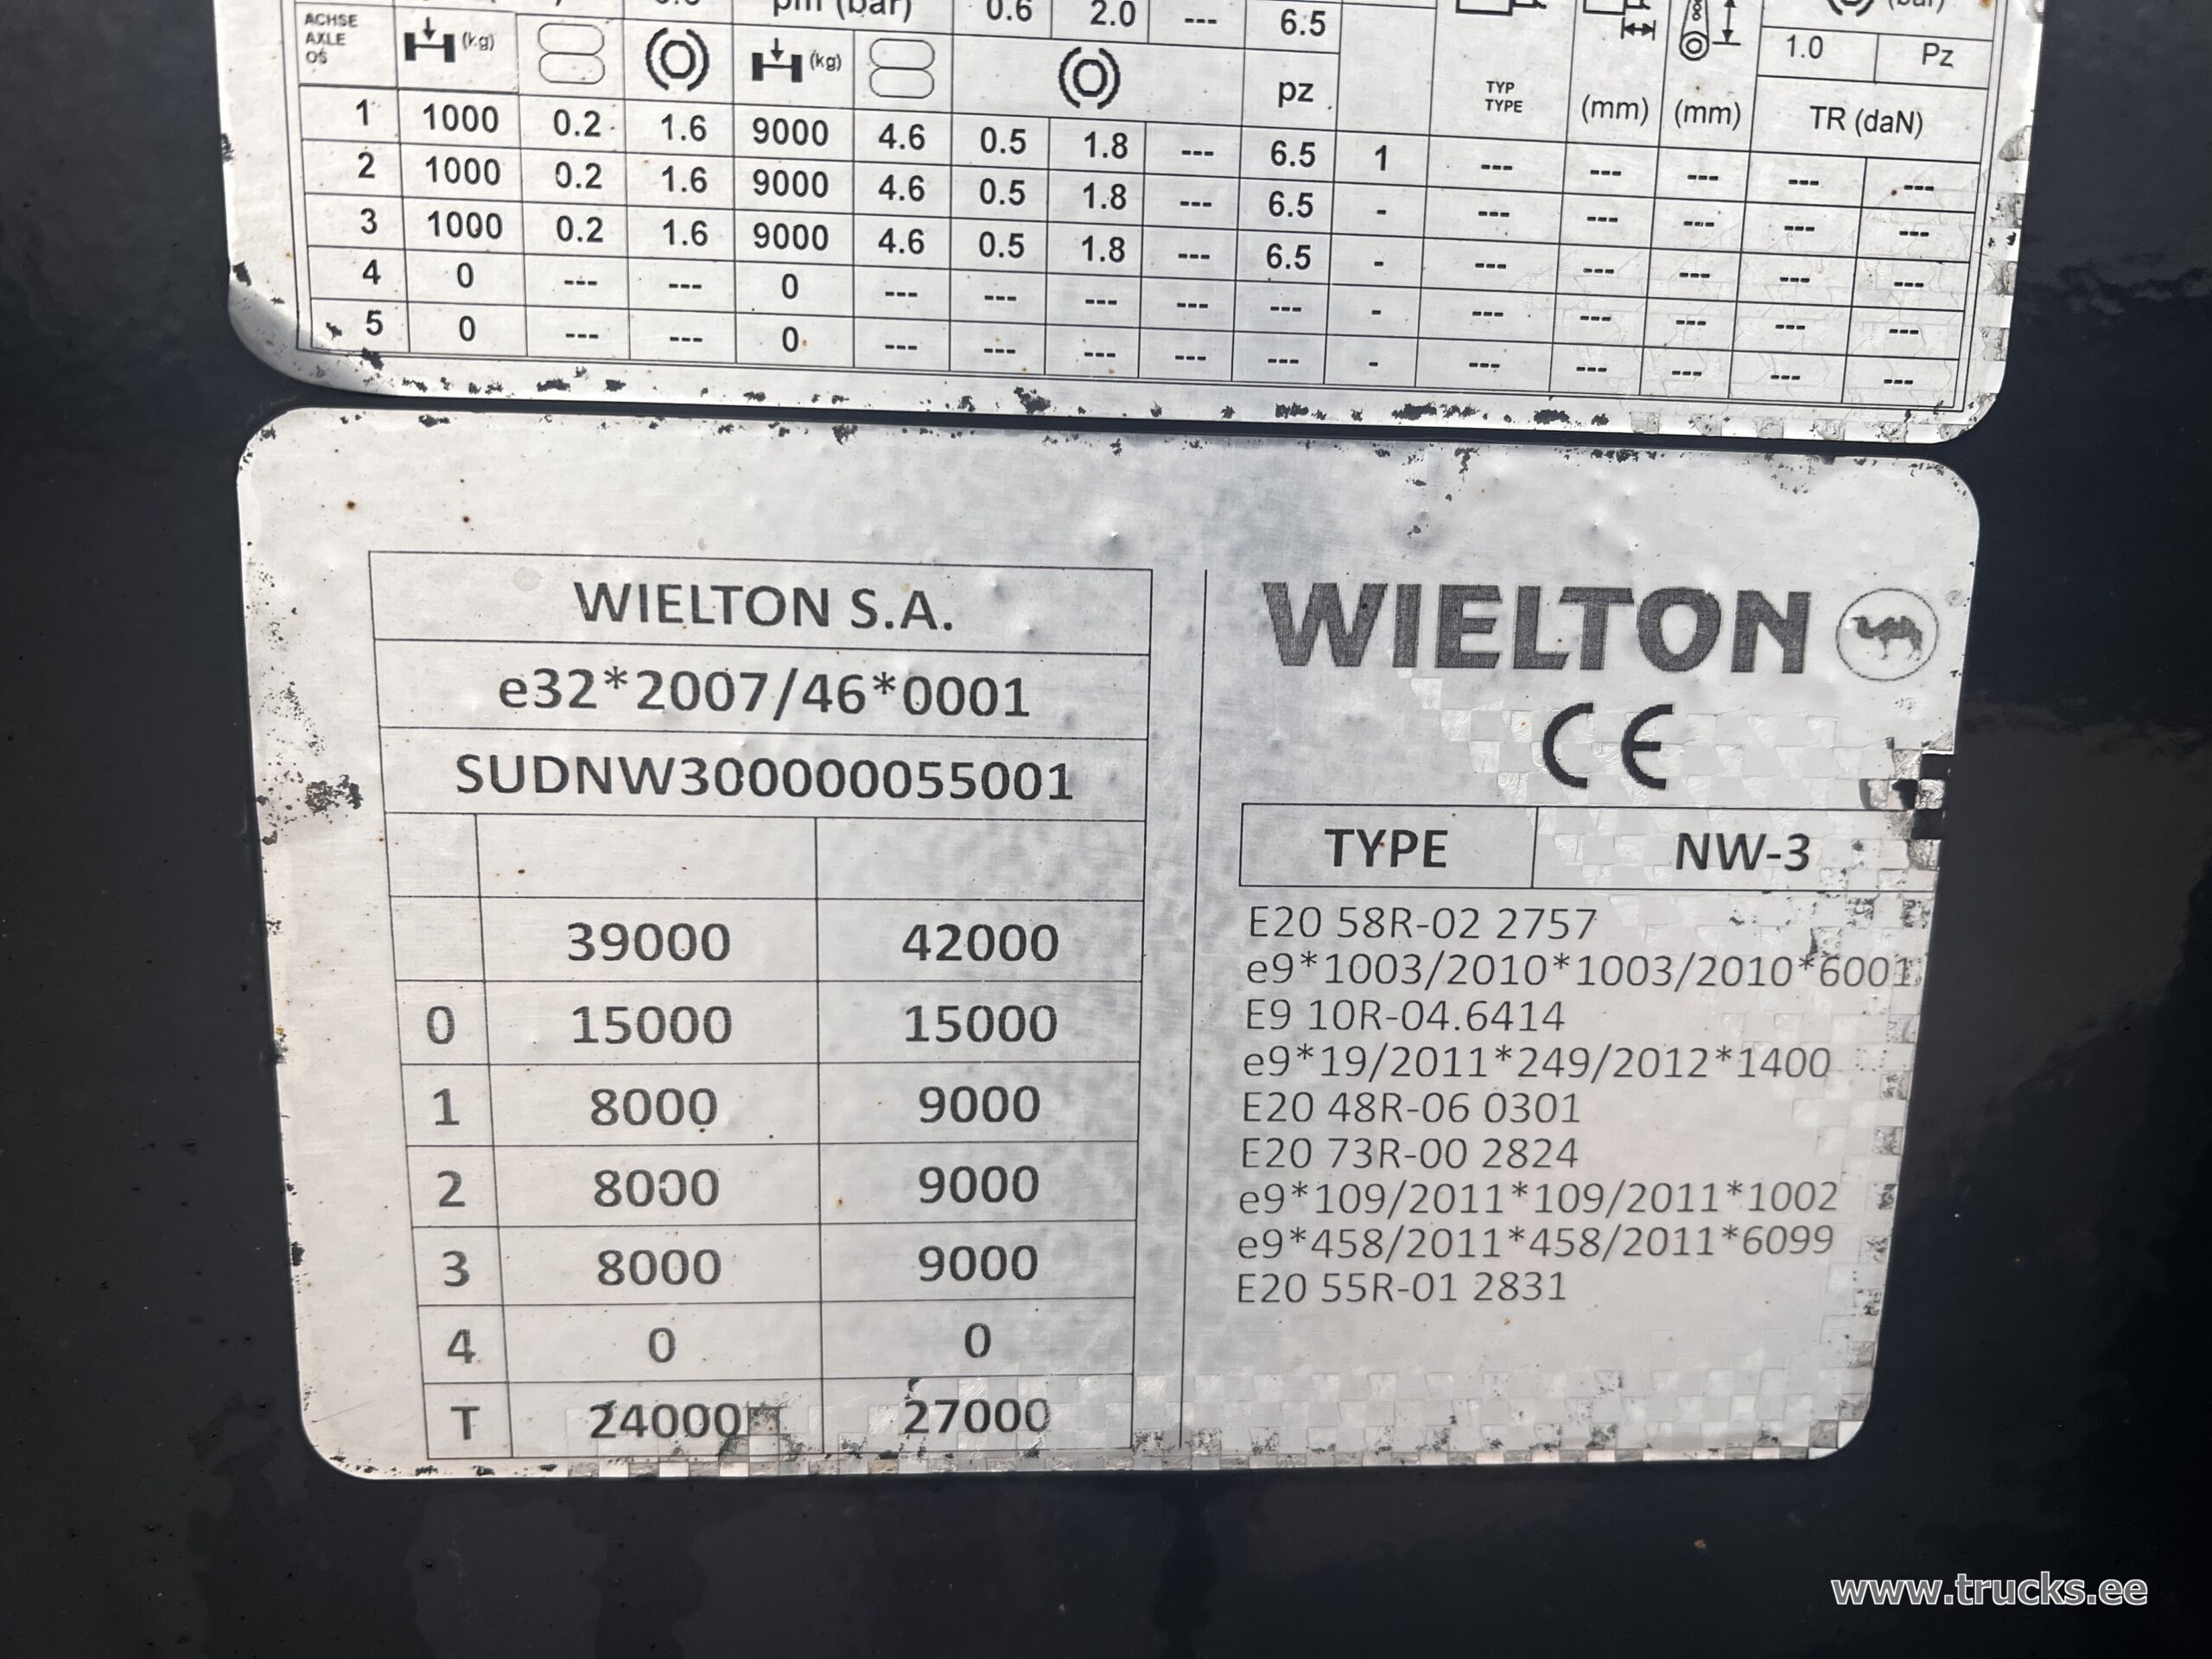 pm (bar) 0.6 2.0 --- 6.5 (bar)
ACHSE
AXLE
OŚ
(kg) (kg) pz TYP
TYPE
(mm) (mm) 1.0 Pz
TR (daN)
1 1000 0.2 1.6 9000 4.6 0.5 1.8 --- 6.5 1 --- --- --- --- ---
2 1000 0.2 1.6 9000 4.6 0.5 1.8 --- 6.5 - --- --- --- --- ---
3 1000 0.2 1.6 9000 4.6 0.5 1.8 --- 6.5 - --- --- --- --- ---
4 0 --- --- 0 --- --- --- --- --- - --- --- --- --- ---
5 0 --- --- 0 --- --- --- --- --- - --- --- --- --- ---
WIELTON S.A.
e32*2007/46*0001
SUDNW300000055001
39000 42000
0 15000 15000
1 8000 9000
2 8000 9000
3 8000 9000
4 0 0
T 24000 27000
WIELTON
CE
TYPE NW-3
E20 58R-02 2757
e9*1003/2010*1003/2010*6001
E9 10R-04.6414
e9*19/2011*249/2012*1400
E20 48R-06 0301
E20 73R-00 2824
e9*109/2011*109/2011*1002
e9*458/2011*458/2011*6099
E20 55R-01 2831
www.trucks.ee